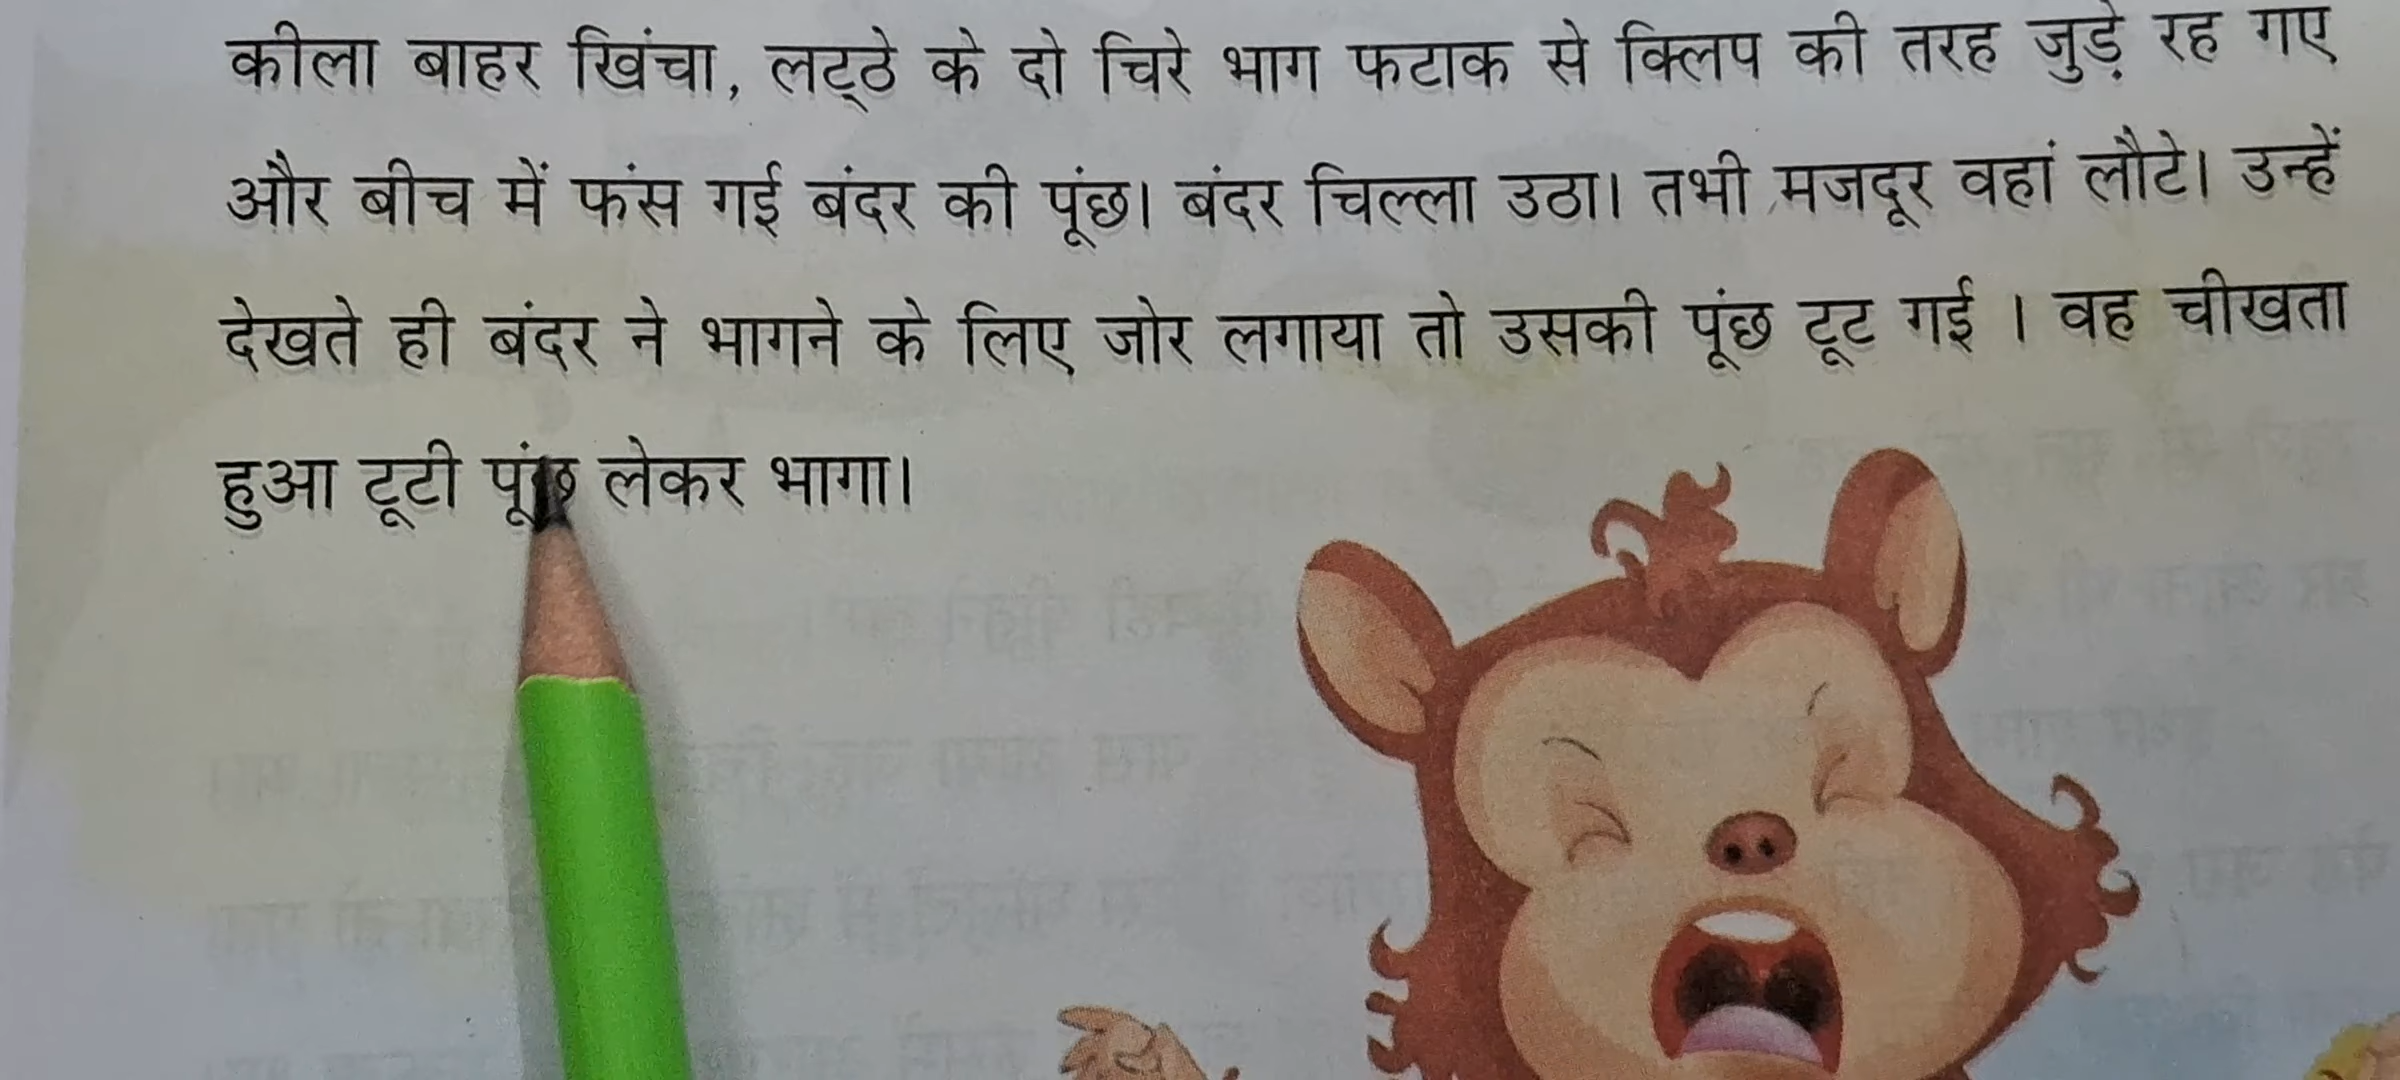 कीला बाहर खिंचा, लट्ठे के दो चिरे भाग फटाक से क्लिप की तरह जुड़े रह गए
और बीच में फंस गई बंदर की पूंछ। बंदर चिल्ला उठा। तभी मजदूर वहां लौटे। उन्हें
देखते ही बंदर ने भागने के लिए जोर लगाया तो उसकी पूंछ टूट गई । वह चीखता
हुआ टूटी पूंछ लेकर भागा।